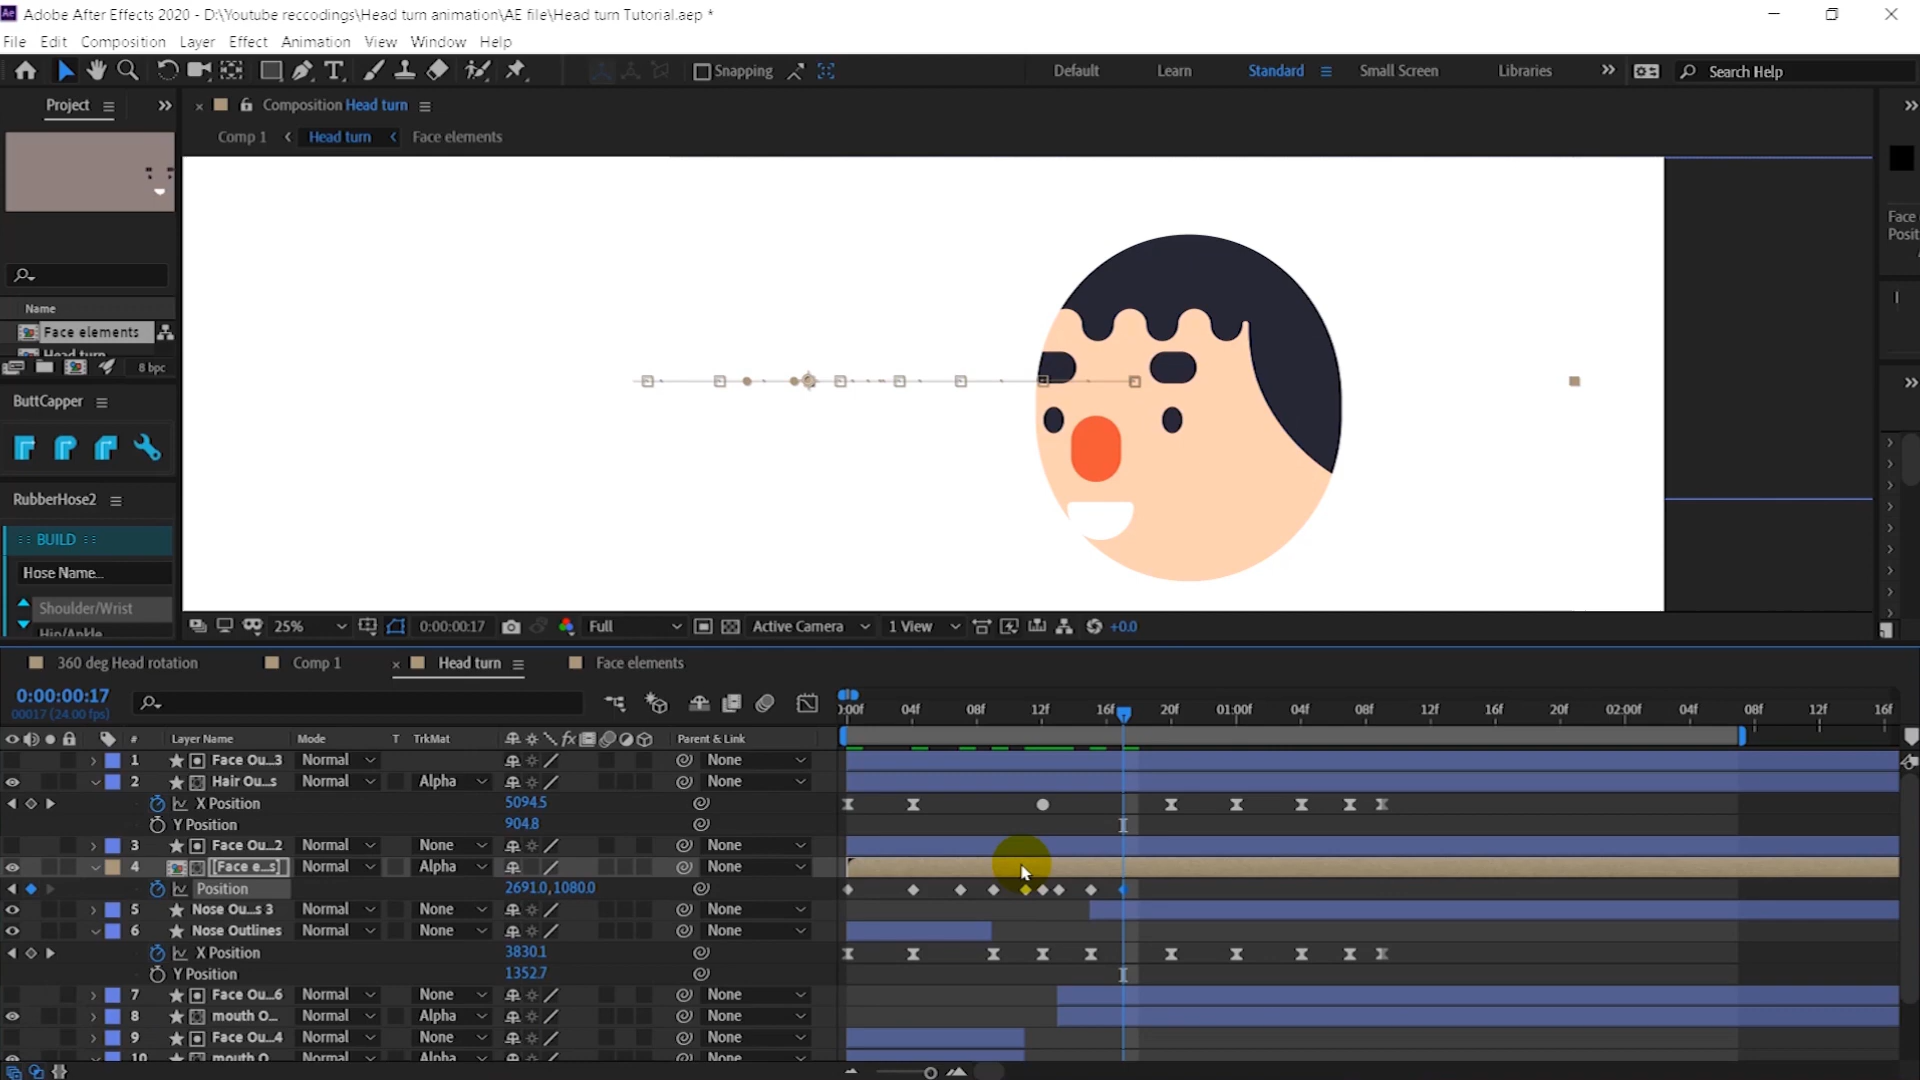 Ae Adobe After Effects 2020 - D:\Youtube reccodings\Head turn animation\AE file\Head turn Tutorial.aep *
File Edit Composition Layer Effect Animation View Window Help
Snapping Default Learn Standard Small Screen Libraries Search Help
Project Composition Head turn
Comp 1 Head turn Face elements
Name
Face elements
Head turn
8 bpc
ButtCapper
RubberHose2
:: BUILD ::
Hose Name...
Shoulder/Wrist
Hip/Ankle
Face
Posit
25% 0:00:00:17 Full Active Camera 1 View +0.0
360 deg Head rotation Comp 1 Head turn Face elements
0:00:00:17
00017 (24.00 fps)
0:00f 04f 08f 12f 16f 20f 01:00f 04f 08f 12f 16f 20f 02:00f 04f 08f 12f 16f
# Layer Name Mode T TrkMat Parent & Link
1 Face Ou...3 Normal None
2 Hair Ou...s Normal Alpha None
X Position 5094.5
Y Position 904.8
3 Face Ou...2 Normal None None
4 [Face e...s] Normal Alpha None
Position 2691.0,1080.0
5 Nose Ou...s 3 Normal None None
6 Nose Outlines Normal None None
X Position 3830.1
Y Position 1352.7
7 Face Ou...6 Normal None None
8 mouth O... Normal Alpha None
9 Face Ou...4 Normal None None
10 mouth O Normal Alpha None